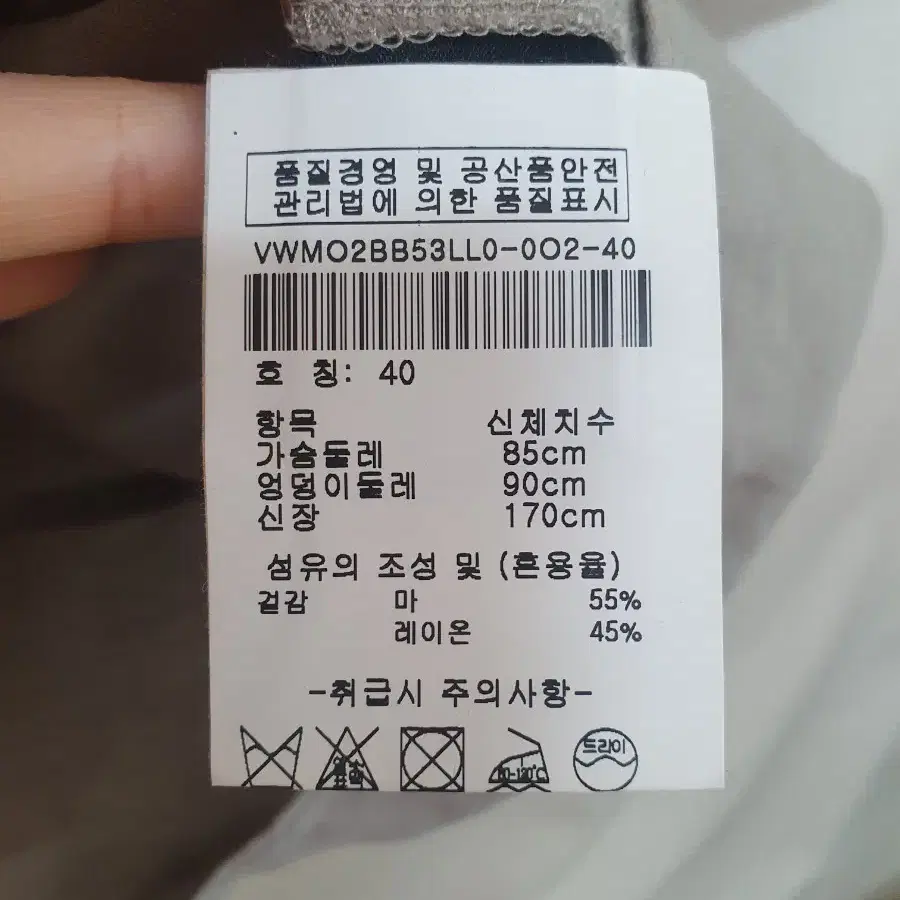 품질경영 및 공산품안전
관리법에 의한 품질표시
VWM02BB53LL0-002-40
호 칭: 40
항목 신체치수
가슴둘레 85cm
엉덩이둘레 90cm
신장 170cm
섬유의 조성 및 (혼용율)
겉감 마 55%
레이온 45%
-취급시 주의사항-
드라이